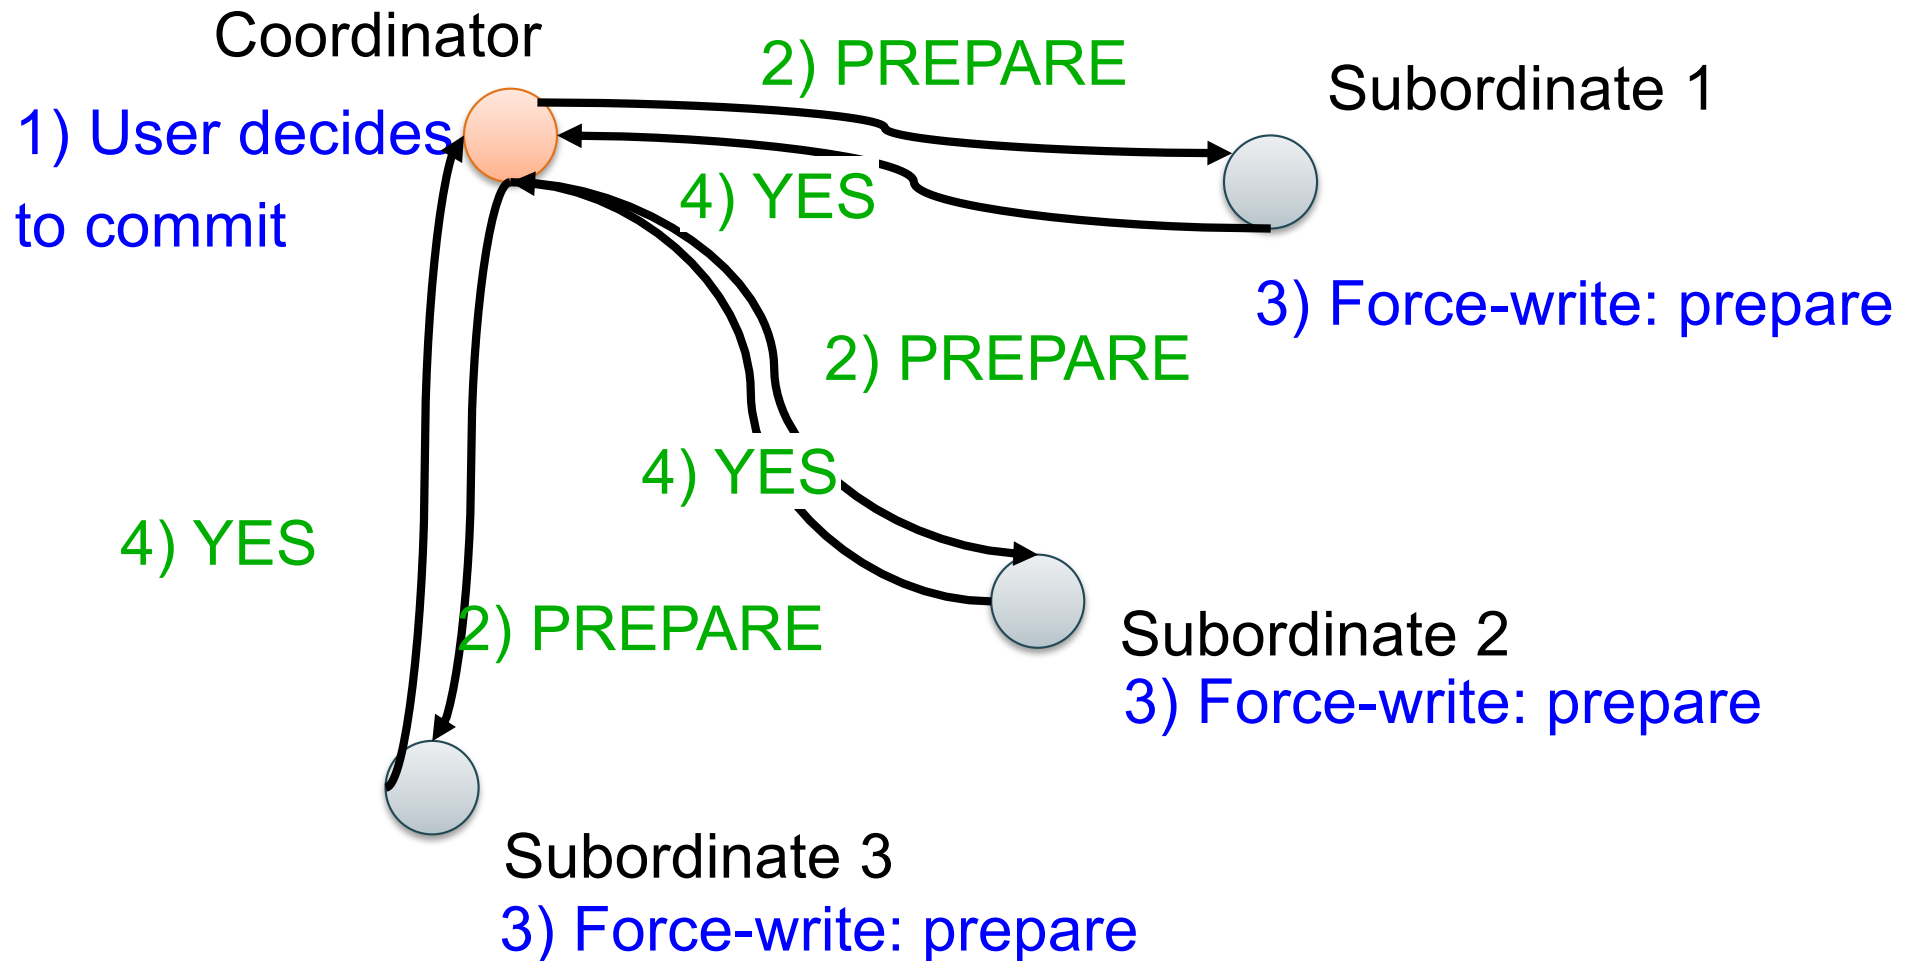 Coordinator
2) PREPARE
Subordinate 1
1) User decides
to commit
4) YES
3) Force-write: prepare
2) PREPARE
4) YES
4) YES
2) PREPARE
Subordinate 2
3) Force-write: prepare
Subordinate 3
3) Force-write: prepare